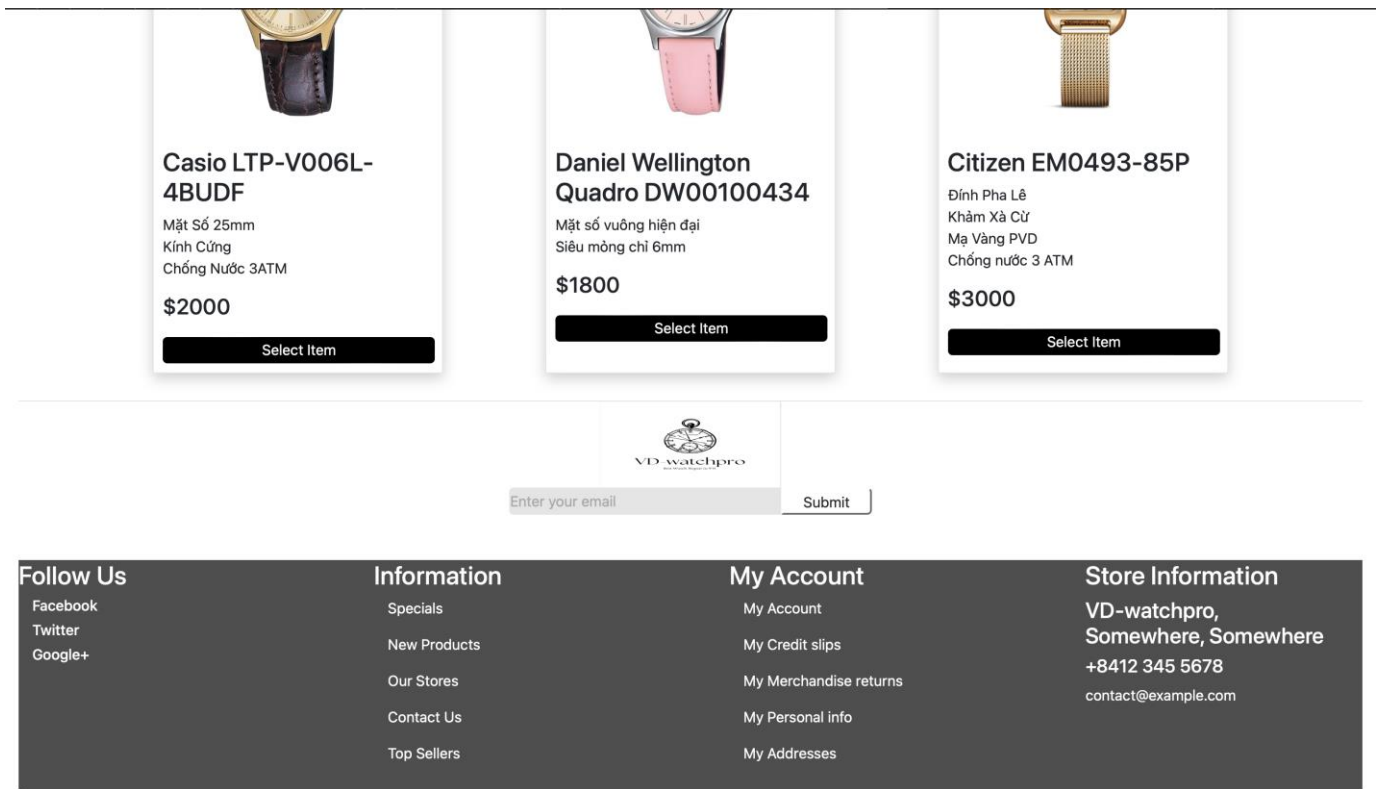 Casio LTP-V006L-
4BUDF
Mặt Số 25mm
Kính Cứng
Chống Nước 3ATM
$2000
Select Item
Daniel Wellington
Quadro DW00100434
Mặt số vuông hiện đại
Siêu mỏng chỉ 6mm
$1800
Select Item
Citizen EM0493-85P
Đính Pha Lê
Khảm Xà Cừ
Mạ Vàng PVD
Chống nước 3 ATM
$3000
Select Item
VD-watchpro
Enter your email
Submit
Follow Us
Facebook
Twitter
Google+
Information
Specials
New Products
Our Stores
Contact Us
Top Sellers
My Account
My Account
My Credit slips
My Merchandise returns
My Personal info
My Addresses
Store Information
VD-watchpro,
Somewhere, Somewhere
+8412 345 5678
contact@example.com